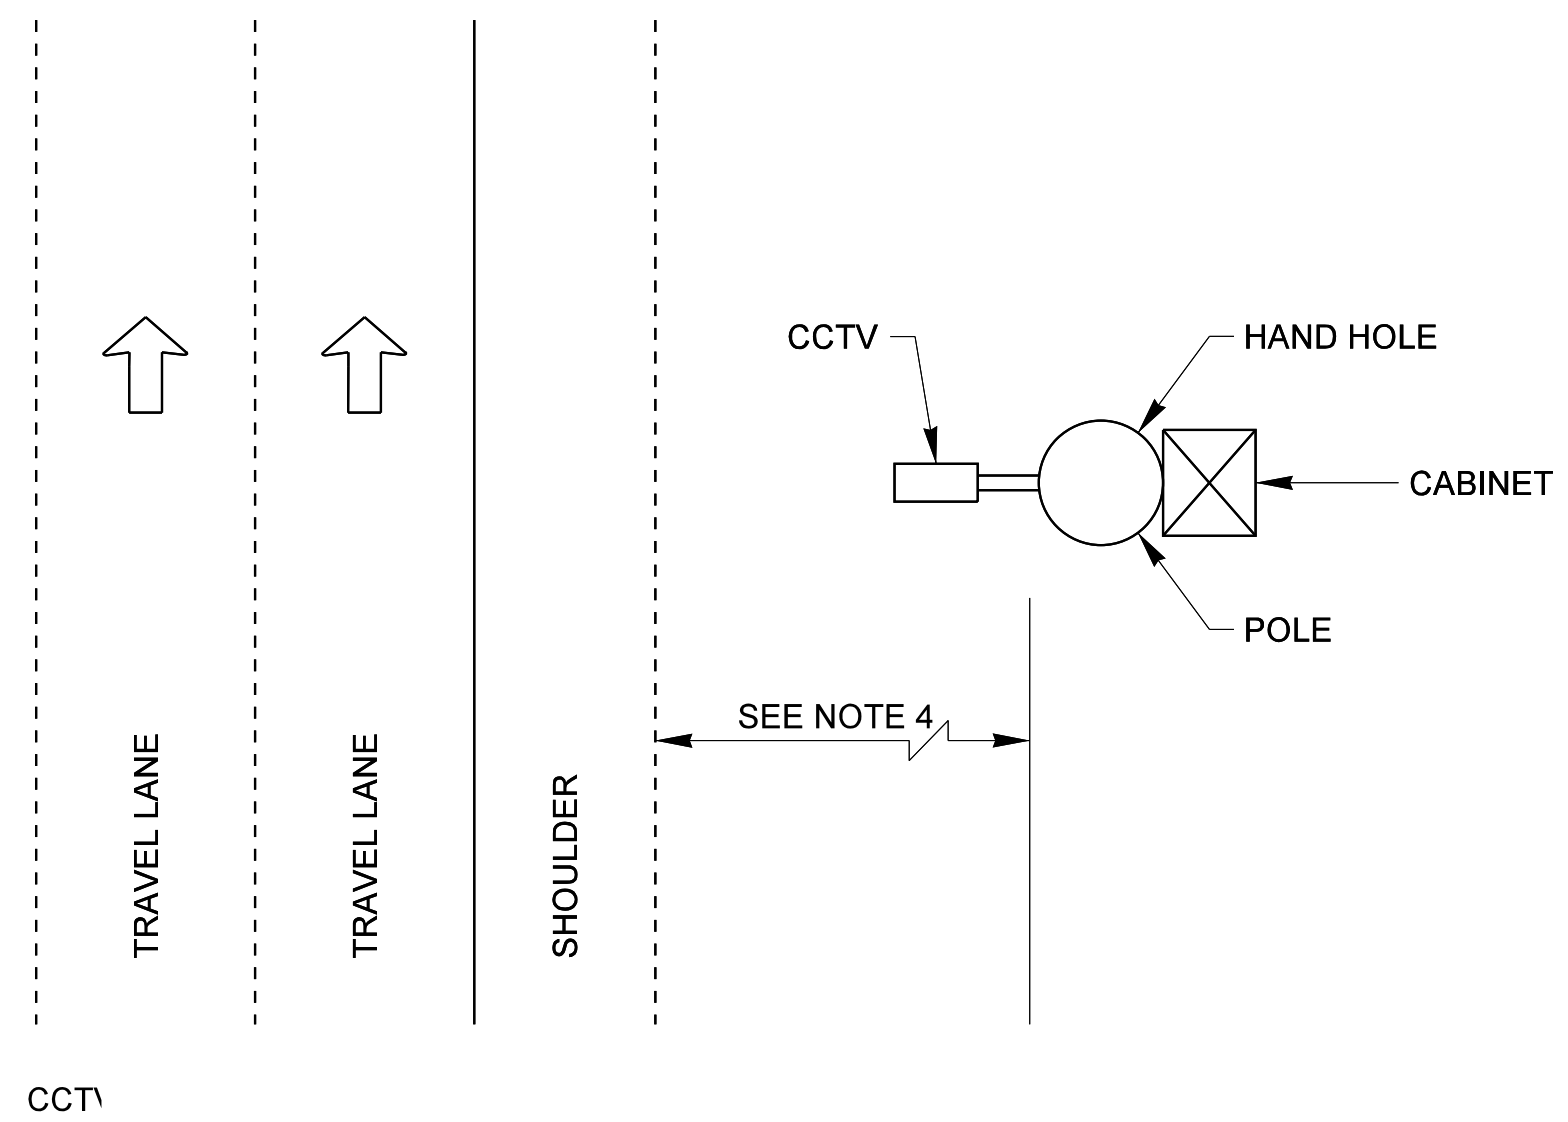 CCTV
HAND HOLE
CABINET
POLE
SEE NOTE 4
TRAVEL LANE
TRAVEL LANE
SHOULDER